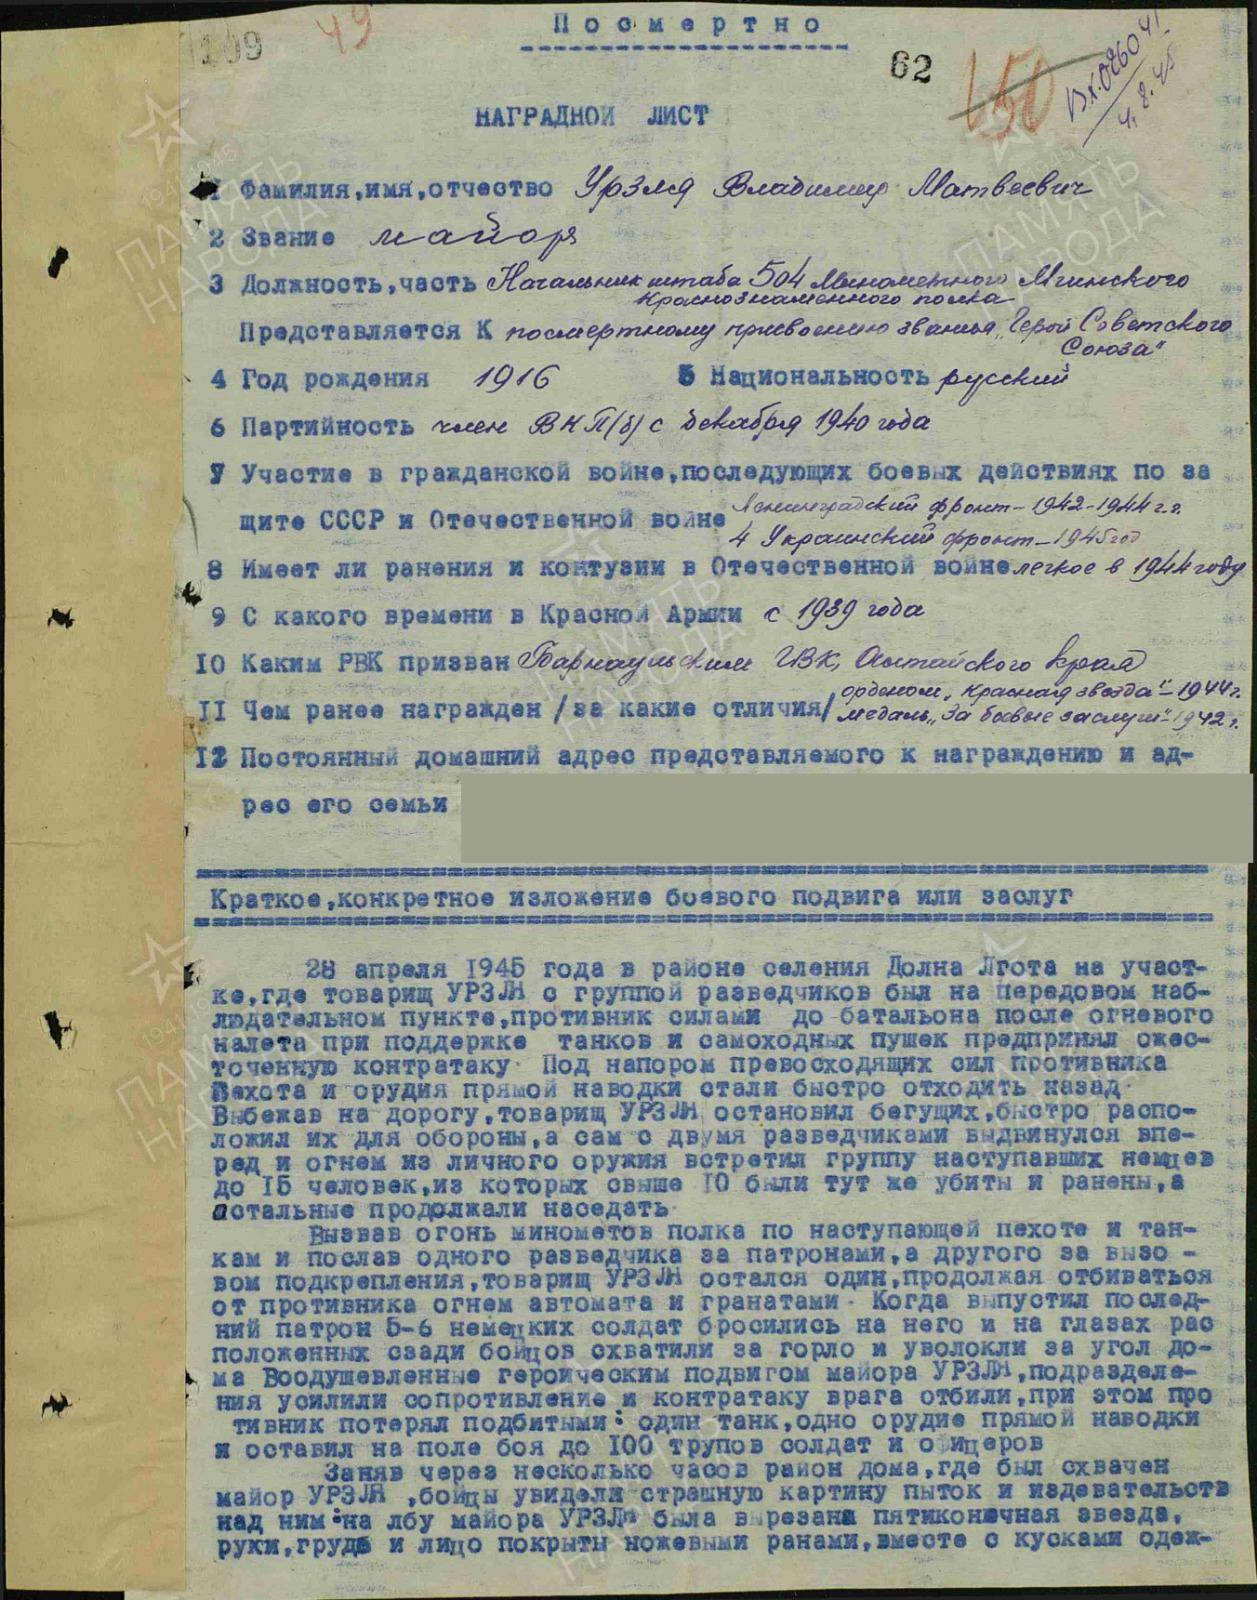 Посмертно
109
49
62
150
Вх.026041
4.8.45
НАГРАДНОЙ ЛИСТ
1 Фамилия,имя,отчество Урзля Владимир Матвеевич
2 Звание майор
3 Должность,часть Начальник штаба 504 Минометного Мгинского
Краснознаменного полка
Представляется К посмертному присвоению званья „Герой Советского
Союза"
4 Год рождения 1916 5 Национальность русский
6 Партийность член ВКП(б) с декабря 1940 года
7 Участие в гражданской войне,последующих боевых действиях по за
щите СССР и Отечественной войне Ленинградский фронт-1942-1944 г.г.
4 Украинский фронт-1945 год
8 Имеет ли ранения и контузии в Отечественной войне легкое в 1944 году
9 С какого времени в Красной Армии с 1939 года
10 Каким РВК призван Барнаульским ГВК, Алтайского края
11 Чем ранее награжден /за какие отличия/ орденом „Красная звезда"-1944г.
медаль „За боевые заслуги"-1942 г.
12 Постоянный домашний адрес представляемого к награждению и ад-
рес его семьи
Краткое,конкретное изложение боевого подвига или заслуг
28 апреля 1945 года в районе селения Долна Лгота на участ-
ке,где товарищ УРЗЛЯ с группой разведчиков был на передовом наб-
людательном пункте,противник силами до батальона после огневого
налета при поддержке танков и самоходных пушек предпринял ожес-
точенную контратаку. Под напором превосходящих сил противника
Пехота и орудия прямой наводки стали быстро отходить назад.
Выбежав на дорогу,товарищ УРЗЛЯ остановил бегущих,быстро распо-
ложил их для обороны,а сам с двумя разведчиками выдвинулся впе-
ред и огнем из личного оружия встретил группу наступавших немцев
до 15 человек,из которых свыше 10 были тут же убиты и ранены,а
остальные продолжали наседать.
Вызвав огонь минометов полка по наступающей пехоте и тан-
кам и послав одного разведчика за патронами,а другого за вызо -
вом подкрепления,товарищ УРЗЛЯ остался один,продолжая отбиваться
от противника огнем автомата и гранатами. Когда выпустил послед-
ний патрон 5-6 немецких солдат бросились на него и на глазах рас
положенных сзади бойцов схватили за горло и уволокли за угол до-
ма Воодушевленные героическим подвигом майора УРЗЛЯ,подразделе-
ния усилили сопротивление и контратаку врага отбили,при этом про
тивник потерял подбитыми: один танк,одно орудие прямой наводки
и оставил на поле боя до 100 трупов солдат и офицеров
Заняв через несколько часов район дома,где был схвачен
майор УРЗЛЯ ,бойцы увидели страшную картину пыток и издевательств
над ним:на лбу майора УРЗЛЯ была вырезана пятиконечная звезда,
руки,грудь и лицо покрыты ножевыми ранами,вместе с кусками одеж-
ПАМЯТЬ
НАРОДА
1941-1945